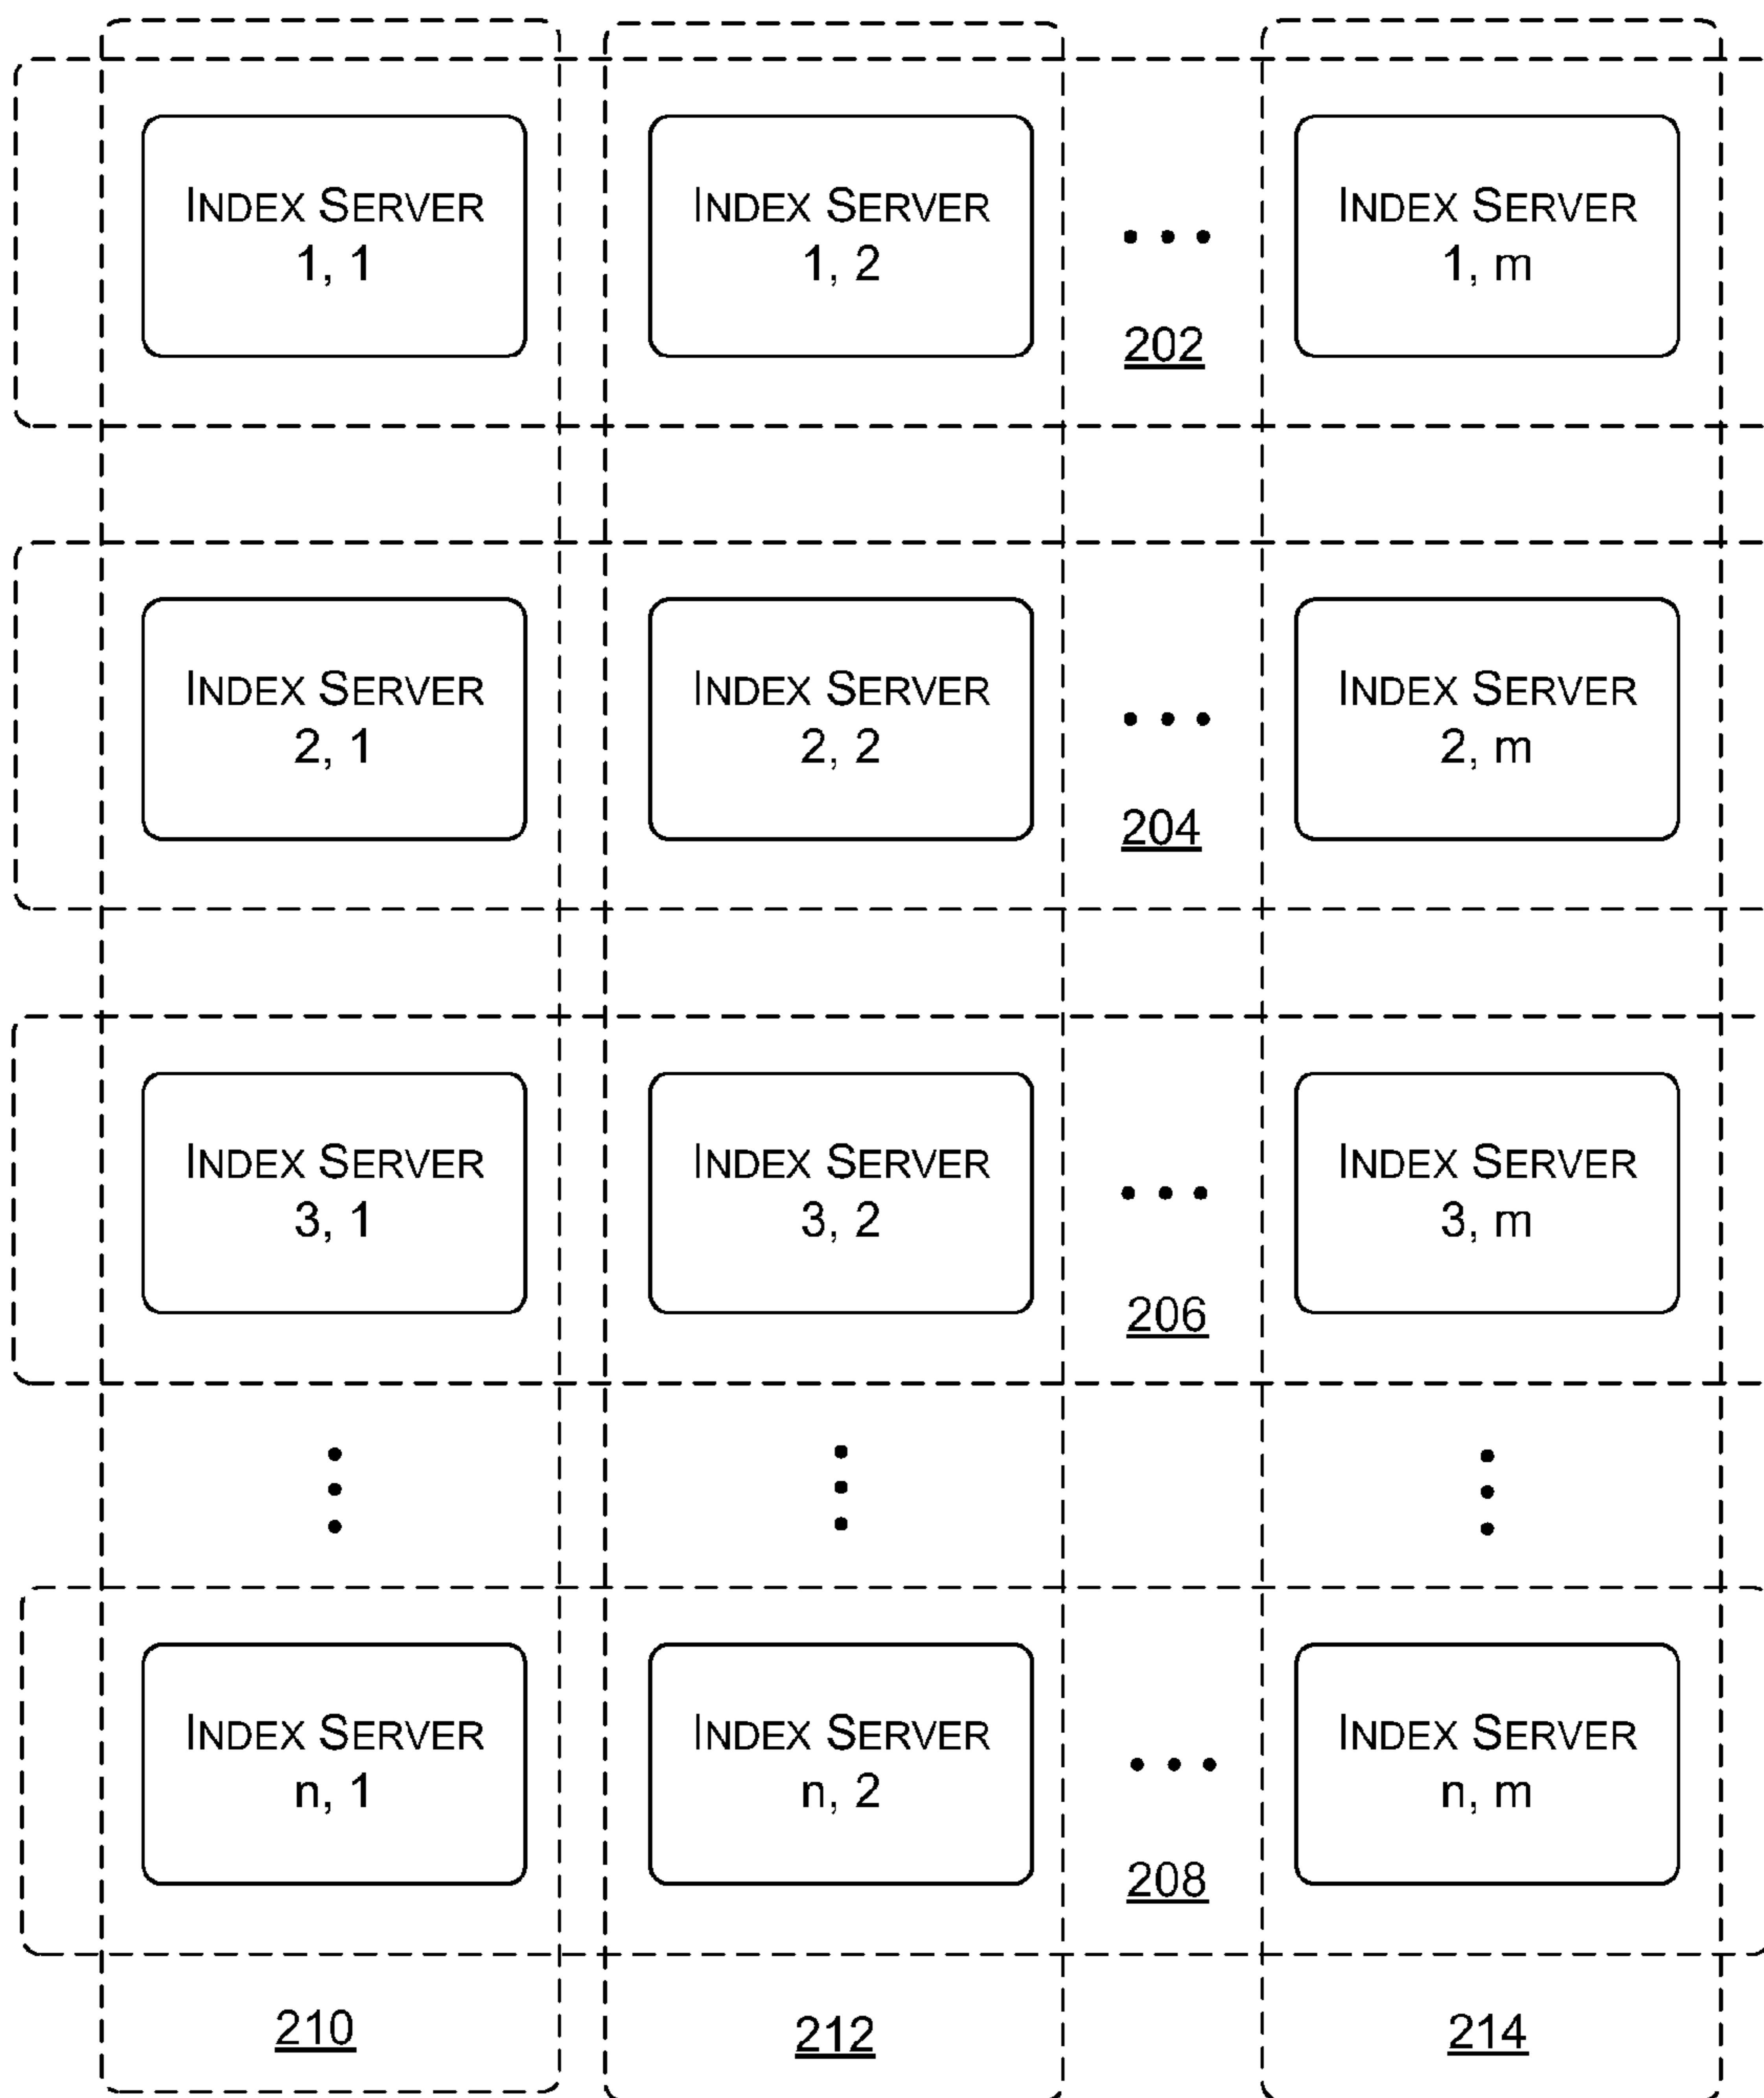 INDEX SERVER
1, 1
INDEX SERVER
1, 2
INDEX SERVER
1, m
202
INDEX SERVER
2, 1
INDEX SERVER
2, 2
INDEX SERVER
2, m
204
INDEX SERVER
3, 1
INDEX SERVER
3, 2
INDEX SERVER
3, m
206
INDEX SERVER
n, 1
INDEX SERVER
n, 2
INDEX SERVER
n, m
208
210
212
214